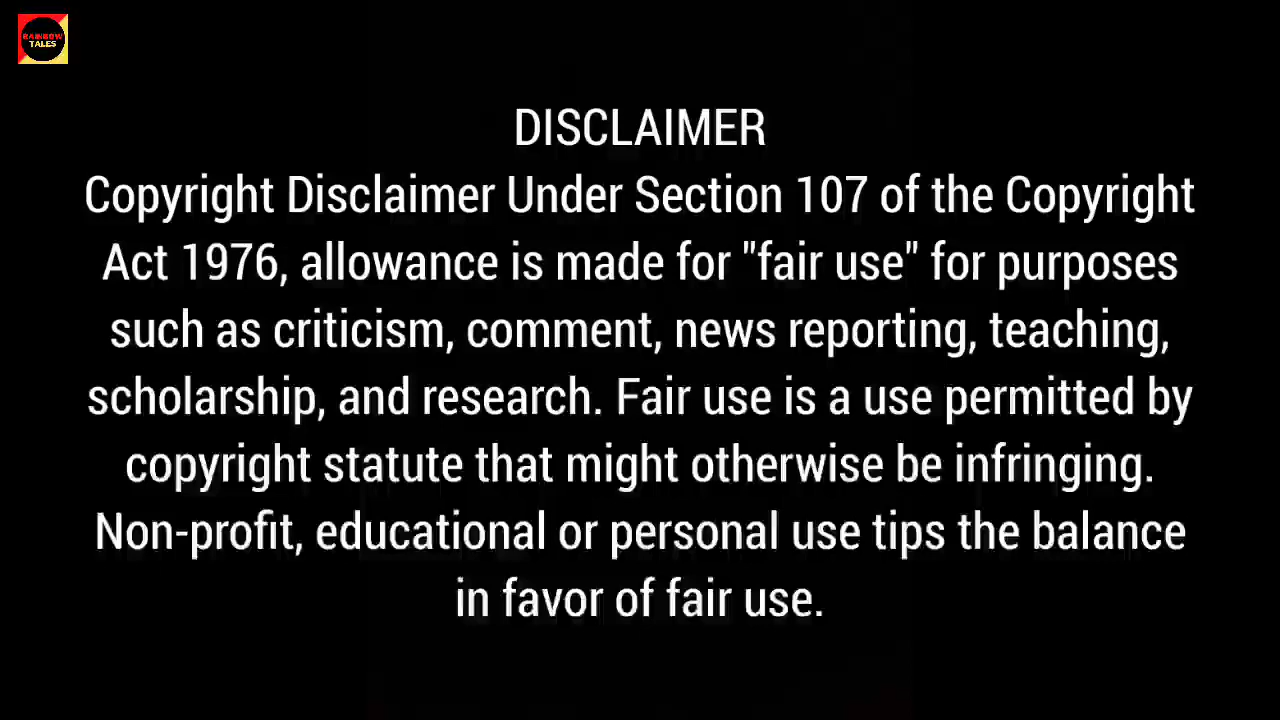 RAINBOW
TALES
DISCLAIMER
Copyright Disclaimer Under Section 107 of the Copyright
Act 1976, allowance is made for "fair use" for purposes
such as criticism, comment, news reporting, teaching,
scholarship, and research. Fair use is a use permitted by
copyright statute that might otherwise be infringing.
Non-profit, educational or personal use tips the balance
in favor of fair use.